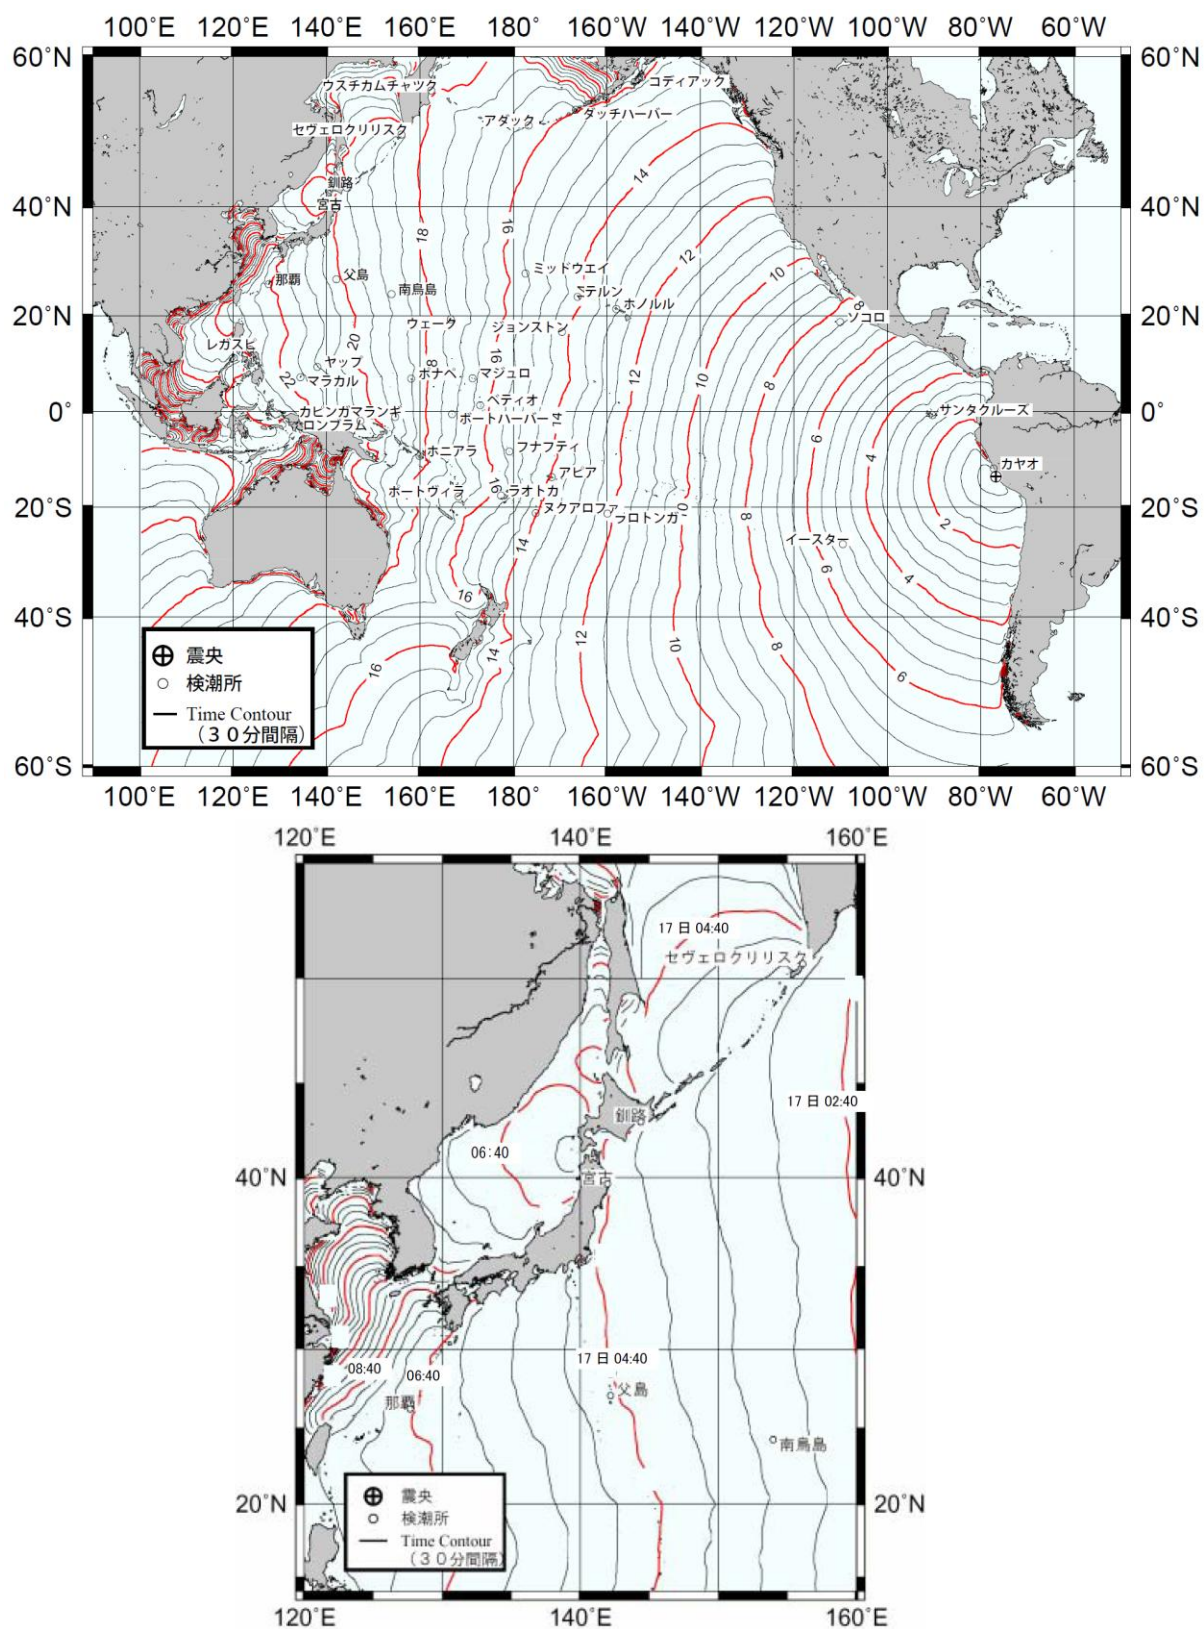 100˚E 120˚E 140˚E 160˚E 180˚ 160˚W 140˚W 120˚W 100˚W 80˚W 60˚W
60˚N 60˚N
ウスチカムチャツク
コディアック
セヴェロクリリスク
アダック
ダッチハーバー
釧路
宮古
14
40˚N 40˚N
18
16
12
10
那覇
父島
南鳥島
ミッドウエイ
ホノルル
8
ソコロ
20˚N 20˚N
レガスピ
ウェーク
ジョンストン
20
ヤップ
22
マラカル
ポナペ
16
マジュロ
12
10
8
6
4
カピンガマランギ
ベティオ
サンタクルーズ
0˚ 0˚
ロンブラム
ポートハーバー
14
ホニアラ
フナフティ
カヤオ
アピア
ポートヴィラ
16
ラオトカ
20˚S 20˚S
ヌクアロファ
ラロトンガ
8
2
14
イースター
6
4
16
40˚S 40˚S
12
10
8
14
16
6
震央
検潮所
Time Contour
(30分間隔)
60˚S 60˚S
100˚E 120˚E 140˚E 160˚E 180˚ 160˚W 140˚W 120˚W 100˚W 80˚W 60˚W
120˚E 140˚E 160˚E
17日 04:40
セヴェロクリリスク
17日 02:40
釧路
06:40
宮古
40˚N 40˚N
08:40
06:40
17日 04:40
那覇
父島
南鳥島
20˚N 20˚N
震央
検潮所
Time Contour
(30分間隔)
120˚E 140˚E 160˚E